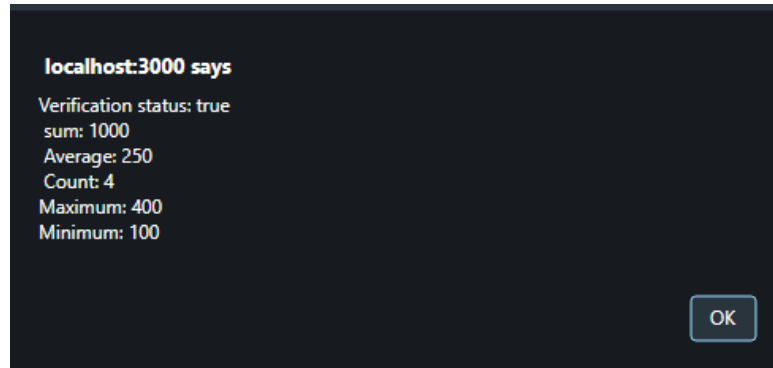 localhost:3000 says
Verification status: true
sum: 1000
Average: 250
Count: 4
Maximum: 400
Minimum: 100
OK